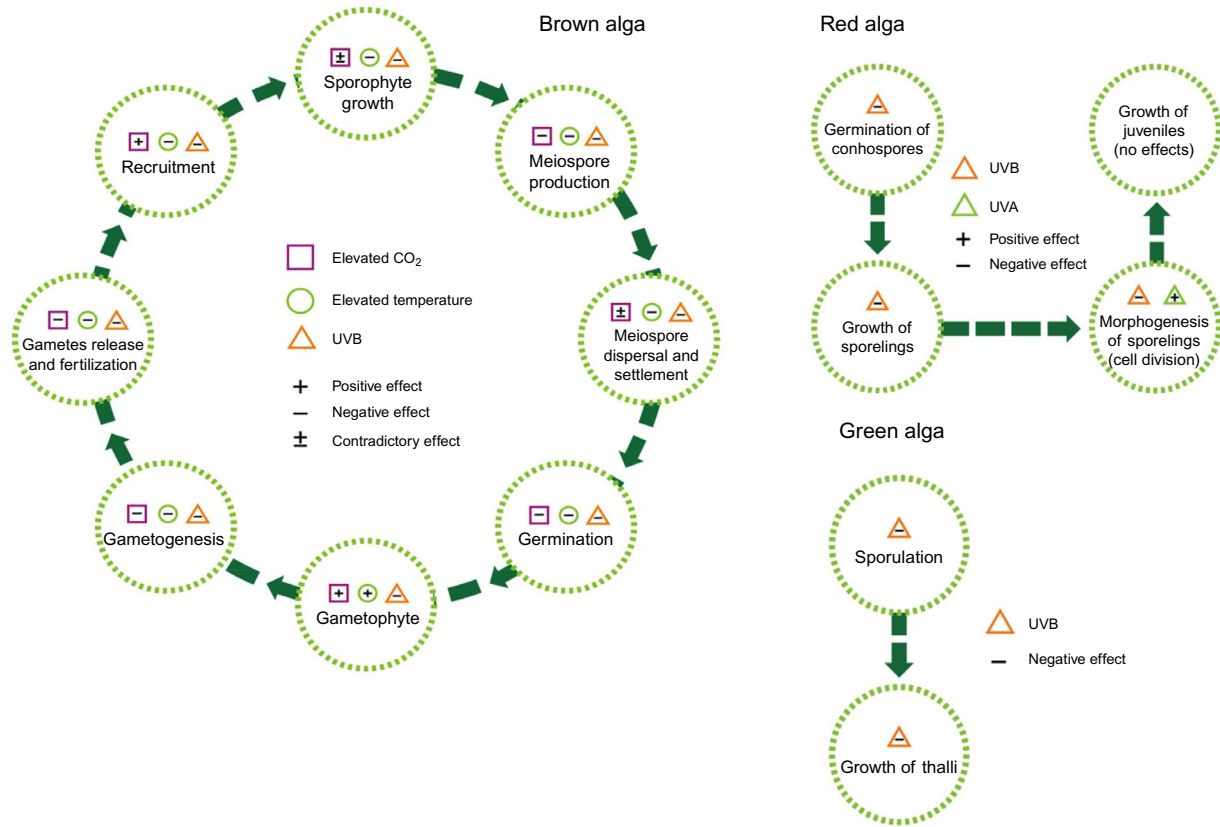 Brown alga
± − −
Sporophyte
growth
− − −
Meiospore
production
± − −
Meiospore
dispersal and
settlement
− − −
Germination
+ + −
Gametophyte
− − −
Gametogenesis
− − −
Gametes release
and fertilization
+ − −
Recruitment
Elevated CO₂
Elevated temperature
UVB
+ Positive effect
− Negative effect
± Contradictory effect
Red alga
−
Germination of
conhospores
−
Growth of
sporelings
− +
Morphogenesis
of sporelings
(cell division)
Growth of
juveniles
(no effects)
UVB
UVA
+ Positive effect
− Negative effect
Green alga
−
Sporulation
−
Growth of thalli
UVB
− Negative effect